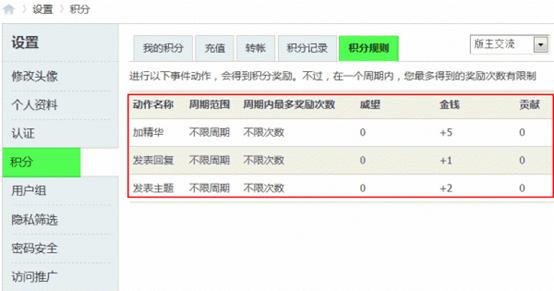 设置 积分
设置
我的积分 充值 转帐 积分记录 积分规则 版主交流
修改头像
进行以下事件动作，会得到积分奖励。不过，在一个周期内，您最多得到的奖励次数有限制
个人资料
动作名称 周期范围 周期内最多奖励次数 威望 金钱 贡献
认证
加精华 不限周期 不限次数 0 +5 0
积分
发表回复 不限周期 不限次数 0 +1 0
用户组
发表主题 不限周期 不限次数 0 +2 0
隐私筛选
密码安全
访问推广